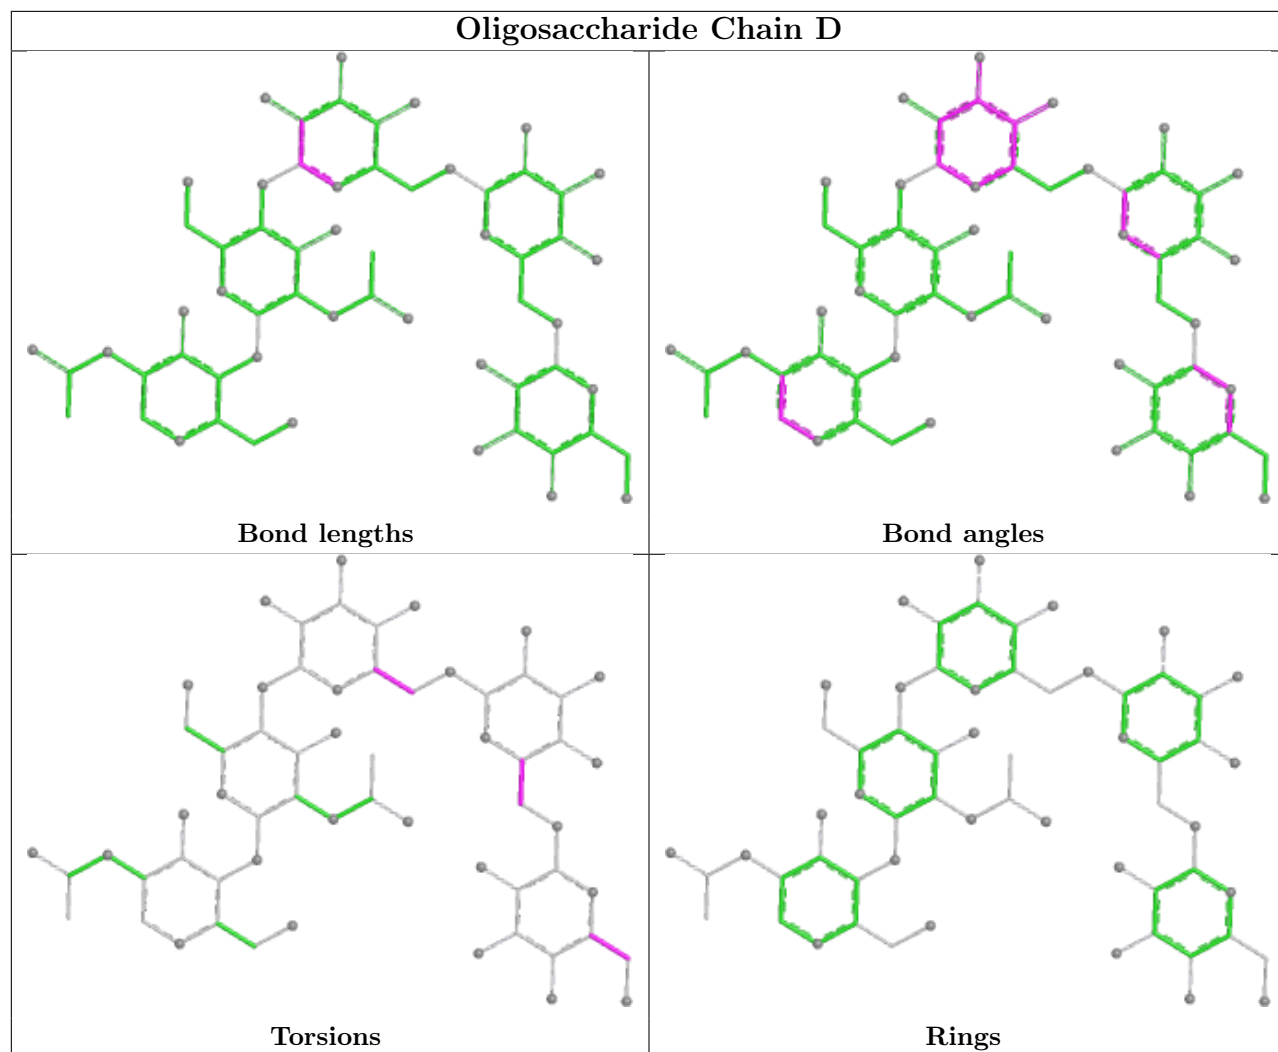 Oligosaccharide Chain D
Bond lengths
Bond angles
Torsions
Rings